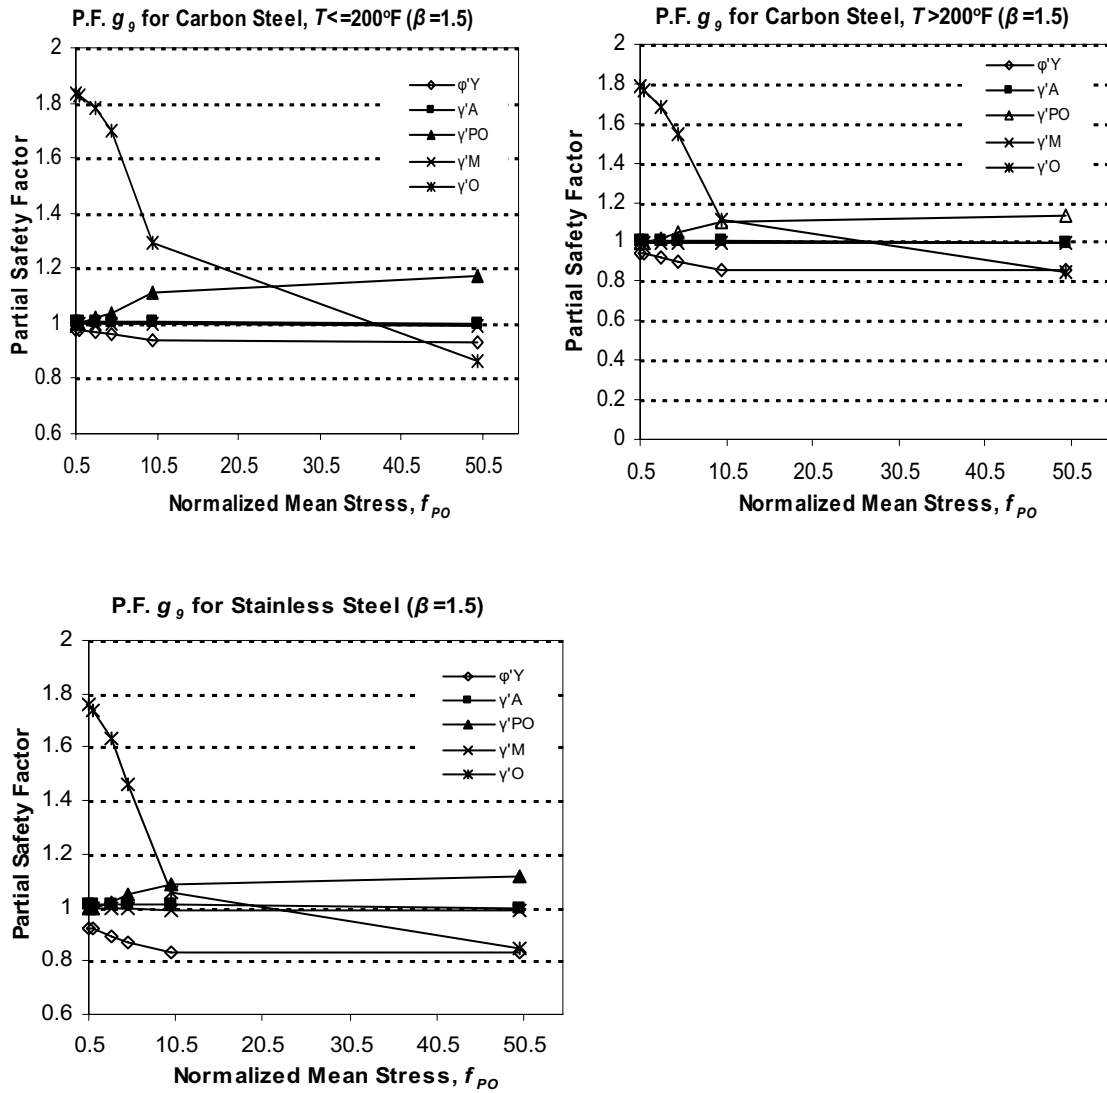 P.F. g 9 for Carbon Steel, T<=200ºF (β=1.5)
2
1.8
1.6
1.4
1.2
1
0.8
0.6
Partial Safety Factor
φ'Y
γ'A
γ'PO
γ'M
γ'O
0.5 10.5 20.5 30.5 40.5 50.5
Normalized Mean Stress, f PO
P.F. g 9 for Carbon Steel, T>200ºF (β=1.5)
2
1.8
1.6
1.4
1.2
1
0.8
0.6
0.4
0.2
0
Partial Safety Factor
φ'Y
γ'A
γ'PO
γ'M
γ'O
0.5 10.5 20.5 30.5 40.5 50.5
Normalized Mean Stress, f PO
P.F. g 9 for Stainless Steel (β=1.5)
2
1.8
1.6
1.4
1.2
1
0.8
0.6
Partial Safety Factor
φ'Y
γ'A
γ'PO
γ'M
γ'O
0.5 10.5 20.5 30.5 40.5 50.5
Normalized Mean Stress, f PO